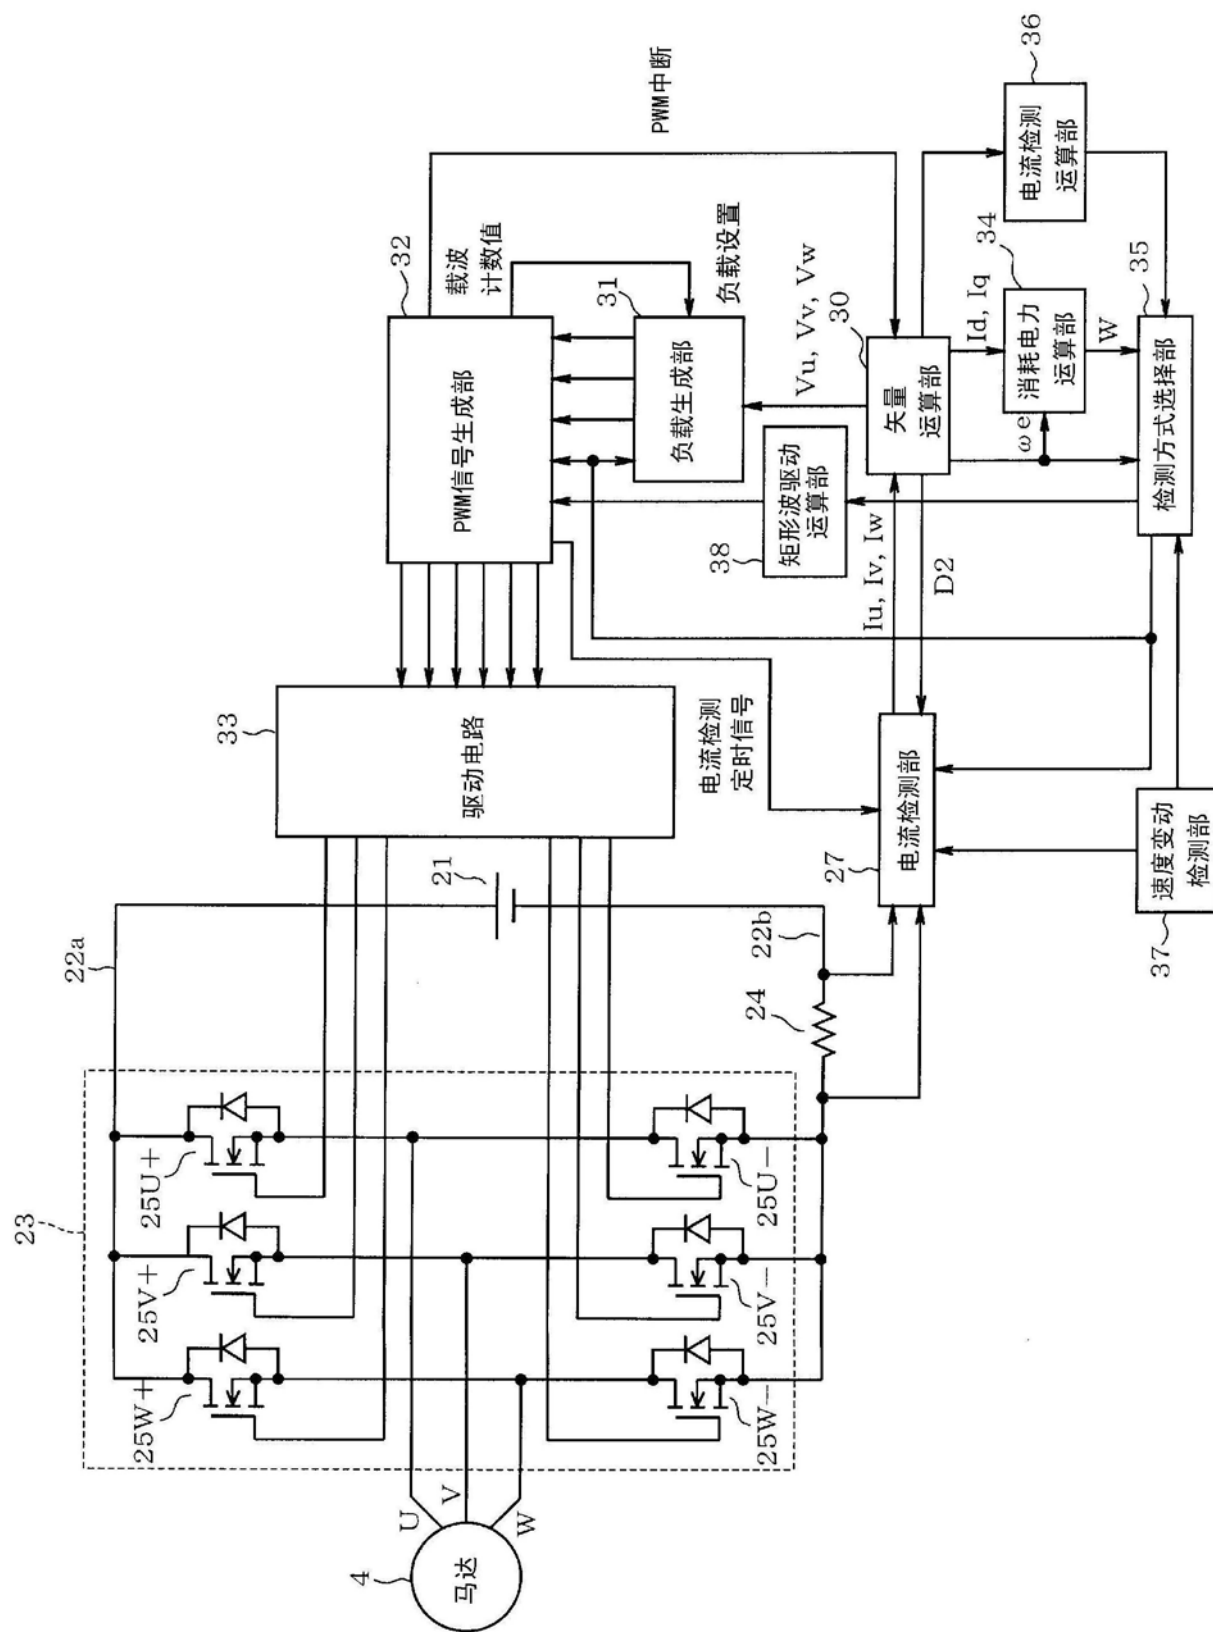 23
25W+
25V+
25U+
22a
4
马达
U
V
W
25W-
25V-
25U-
24
22b
21
33
驱动电路
32
PWM信号生成部
载波
计数值
PWM中断
31
负载生成部
负载设置
38
矩形波驱动
运算部
Vu, Vv, Vw
30
矢量
运算部
Iu, Iv, Iw
D2
电流检测
定时信号
27
电流检测部
37
速度变动
检测部
ωe
Id, Iq
34
消耗电力
运算部
W
35
检测方式选择部
36
电流检测
运算部